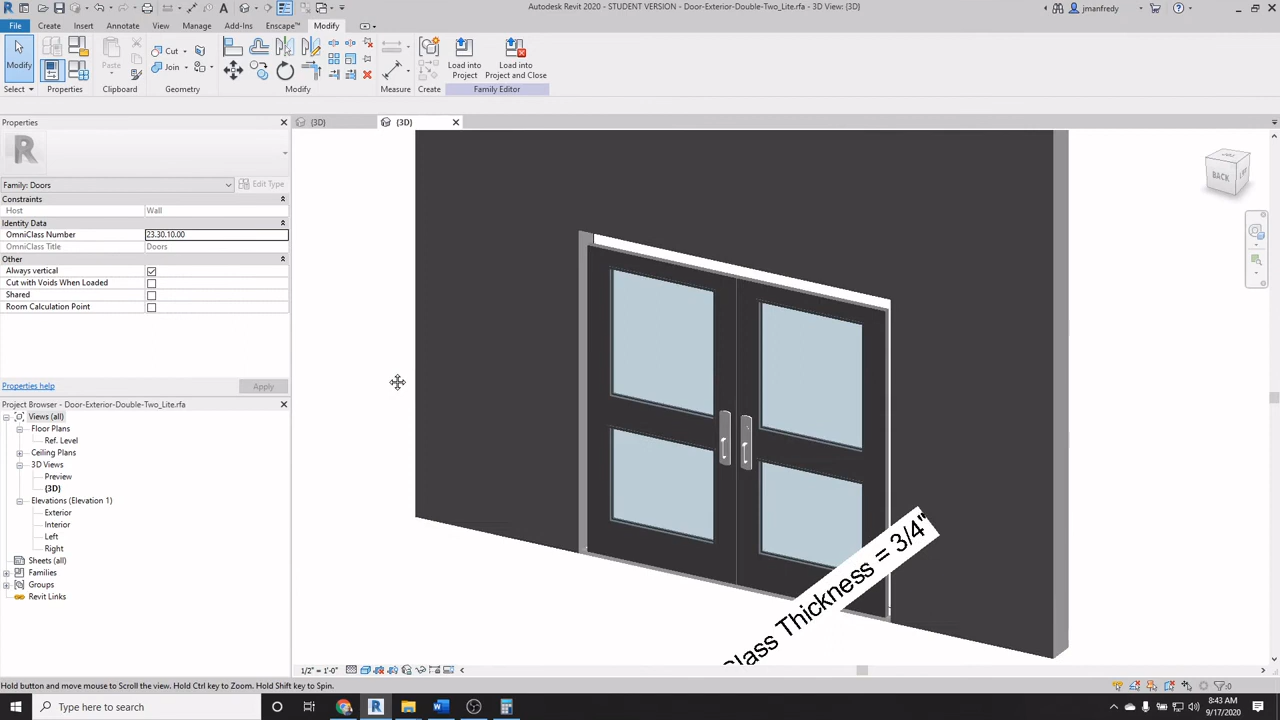 Autodesk Revit 2020 - STUDENT VERSION - Door-Exterior-Double-Two_Lite.rfa - 3D View: {3D}
jmanfredy
File
Create
Insert
Annotate
View
Manage
Add-Ins
Enscape™
Modify
Modify
Paste
Cut
Join
Load into Project
Load into Project and Close
Select
Properties
Clipboard
Geometry
Modify
Measure
Create
Family Editor
Properties
{3D}
{3D}
R
BACK
Family: Doors
Edit Type
Constraints
Host
Wall
Identity Data
OmniClass Number
23.30.10.00
OmniClass Title
Doors
Other
Always vertical
Cut with Voids When Loaded
Shared
Room Calculation Point
Properties help
Apply
Project Browser - Door-Exterior-Double-Two_Lite.rfa
Views (all)
Floor Plans
Ref. Level
Ceiling Plans
3D Views
Preview
{3D}
Elevations (Elevation 1)
Exterior
Interior
Left
Right
Sheets (all)
Families
Groups
Revit Links
Glass Thickness = 3/4"
1/2" = 1'-0"
Hold button and move mouse to Scroll the view. Hold Ctrl key to Zoom. Hold Shift key to Spin.
:0
Type here to search
8:43 AM
9/17/2020